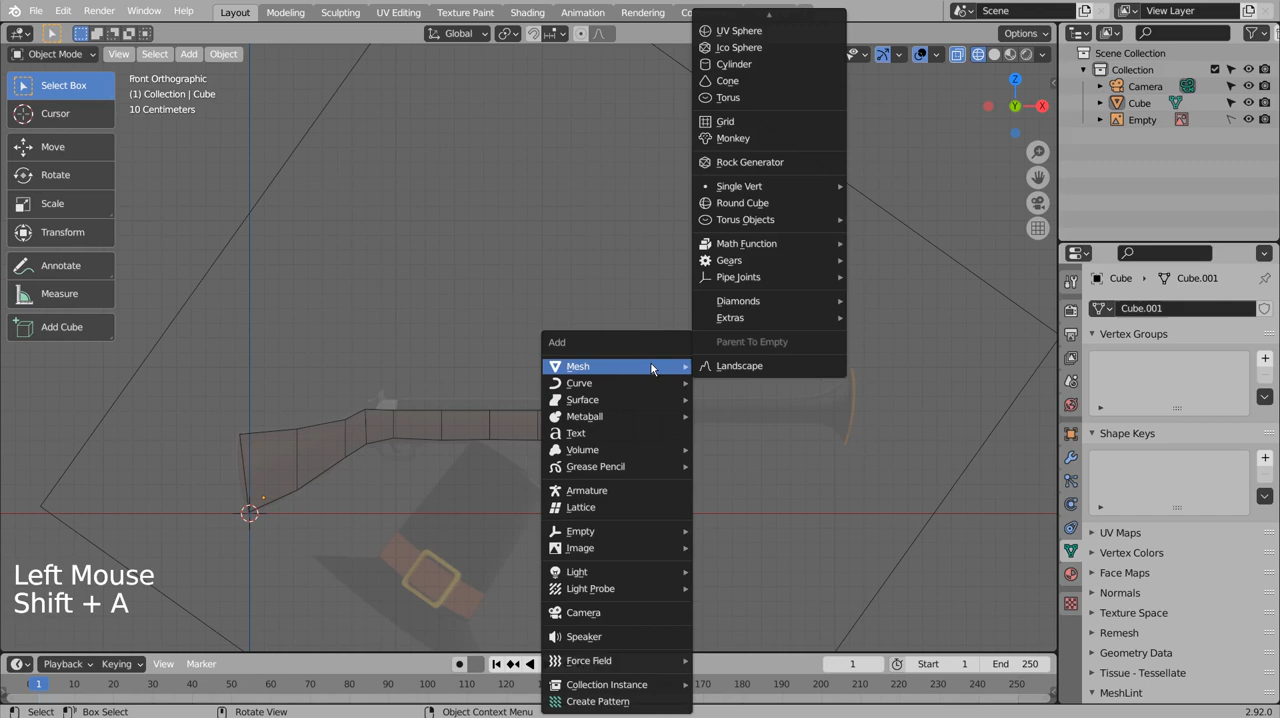 File Edit Render Window Help Layout Modeling Sculpting UV Editing Texture Paint Shading Animation Rendering Scene View Layer
Object Mode View Select Add Object Global Options
Select Box
Cursor
Move
Rotate
Scale
Transform
Annotate
Measure
Add Cube
Front Orthographic
(1) Collection | Cube
10 Centimeters
UV Sphere
Ico Sphere
Cylinder
Cone
Torus
Grid
Monkey
Rock Generator
Single Vert
Round Cube
Torus Objects
Math Function
Gears
Pipe Joints
Diamonds
Extras
Parent To Empty
Landscape
Add
Mesh
Curve
Surface
Metaball
Text
Volume
Grease Pencil
Armature
Lattice
Empty
Image
Light
Light Probe
Camera
Speaker
Force Field
Collection Instance
Create Pattern
Z
Y
X
Scene Collection
Collection
Camera
Cube
Empty
Cube Cube.001
Cube.001
Vertex Groups
Shape Keys
UV Maps
Vertex Colors
Face Maps
Normals
Texture Space
Remesh
Geometry Data
Tissue - Tessellate
MeshLint
Left Mouse
Shift + A
Playback Keying View Marker 1 Start 1 End 250
1 20 30 40 50 60 70 80 90 100 110 120 130 170 180 190 200 210 220 230 240 250
Select Box Select Rotate View Object Context Menu 2.92.0